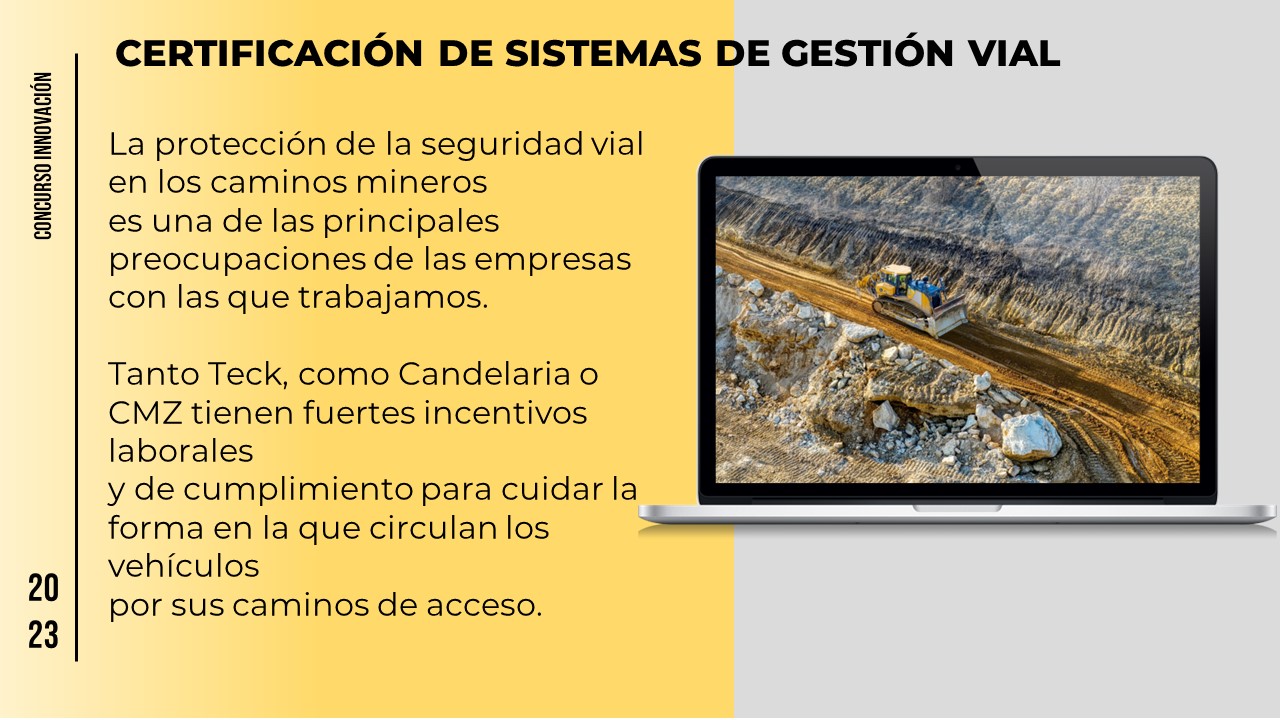 CERTIFICACIÓN DE SISTEMAS DE GESTIÓN VIAL
CONCURSO INNOVACIÓN
La protección de la seguridad vial
en los caminos mineros
es una de las principales
preocupaciones de las empresas
con las que trabajamos.
Tanto Teck, como Candelaria o
CMZ tienen fuertes incentivos
laborales
y de cumplimiento para cuidar la
forma en la que circulan los
vehículos
por sus caminos de acceso.
20
23